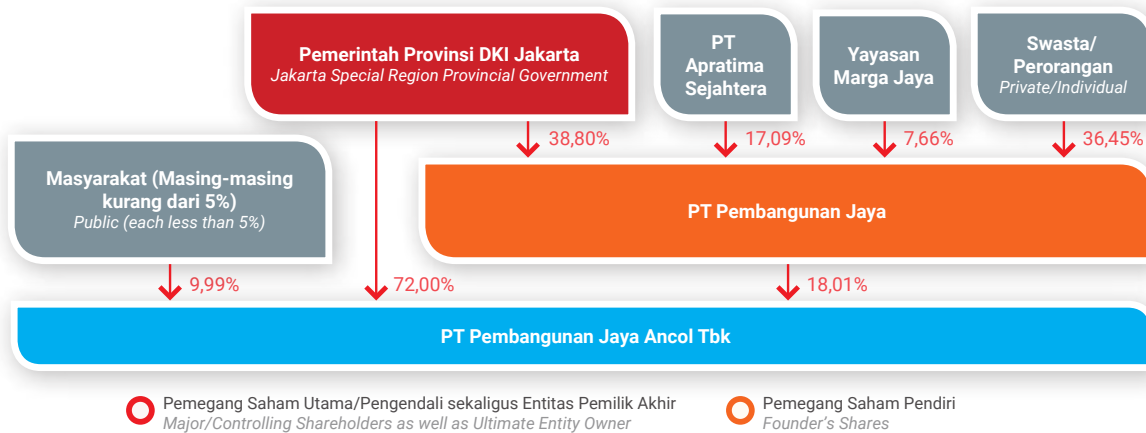 Pemerintah Provinsi DKI Jakarta
Jakarta Special Region Provincial Government
PT
Apratima
Sejahtera
Yayasan
Marga Jaya
Swasta/
Perorangan
Private/Individual
38,80%
17,09%
7,66%
36,45%
Masyarakat (Masing-masing
kurang dari 5%)
Public (each less than 5%)
PT Pembangunan Jaya
9,99%
72,00%
18,01%
PT Pembangunan Jaya Ancol Tbk
Pemegang Saham Utama/Pengendali sekaligus Entitas Pemilik Akhir
Major/Controlling Shareholders as well as Ultimate Entity Owner
Pemegang Saham Pendiri
Founder's Shares